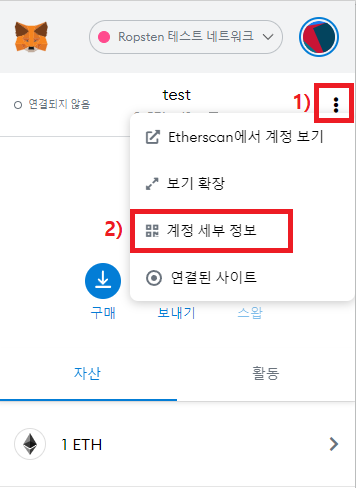 Ropsten 테스트 네트워크
연결되지 않음
test
1)
Etherscan에서 계정 보기
보기 확장
2)
계정 세부 정보
연결된 사이트
구매
보내기
스왑
자산
활동
1 ETH